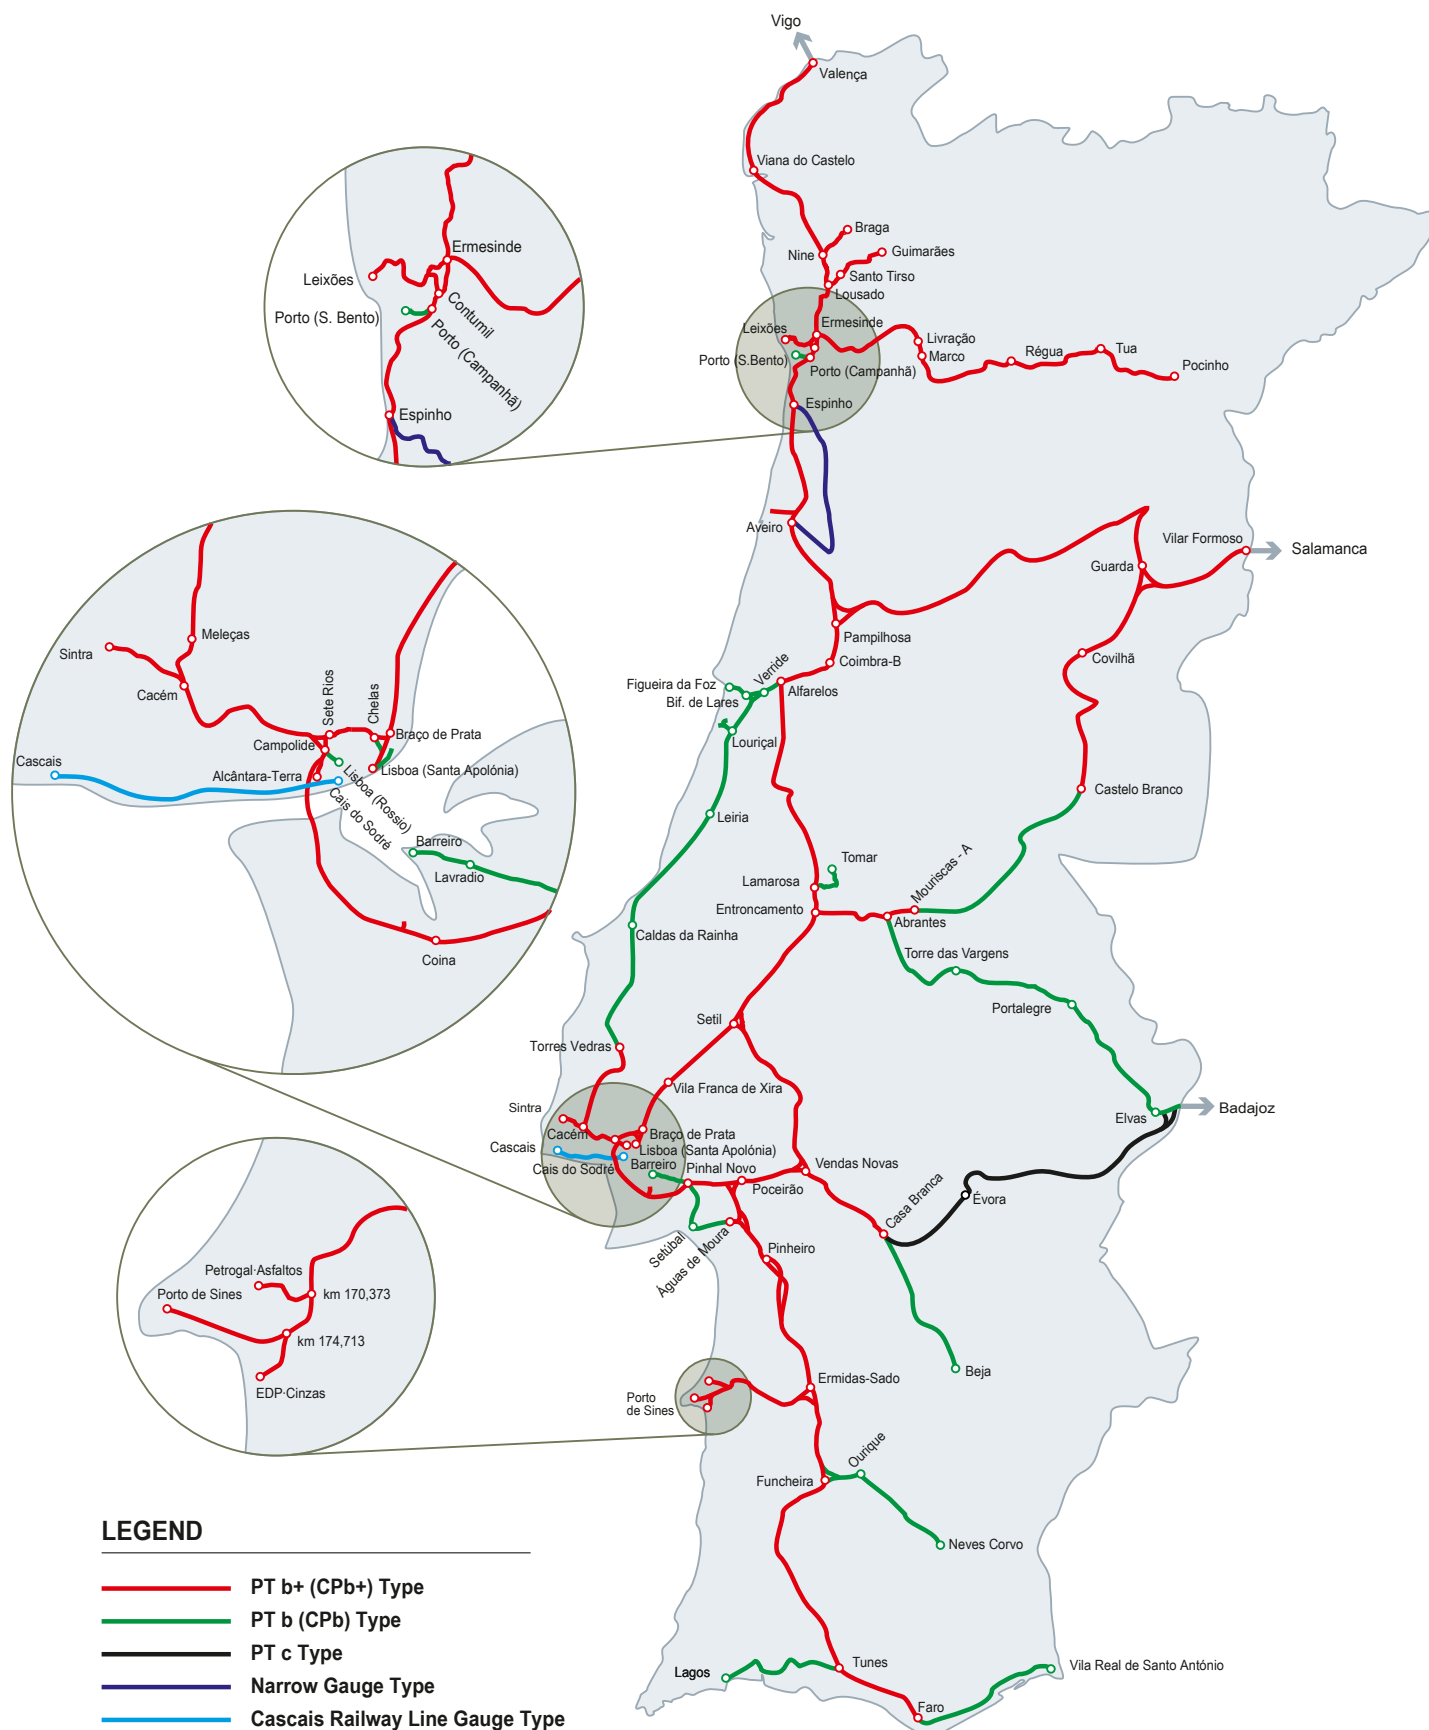 Vigo
Valença
Viana do Castelo
Braga
Nine
Guimarães
Santo Tirso
Lousado
Ermesinde
Leixões
Livração
Marco
Régua
Tua
Pocinho
Porto (S.Bento)
Porto (Campanhã)
Espinho
Aveiro
Vilar Formoso
Salamanca
Guarda
Pampilhosa
Covilhã
Coimbra-B
Verride
Figueira da Foz
Alfarelos
Bif. de Lares
Louriçal
Castelo Branco
Leiria
Tomar
Mouriscas - A
Lamarosa
Entroncamento
Abrantes
Caldas da Rainha
Torre das Vargens
Portalegre
Setil
Torres Vedras
Vila Franca de Xira
Sintra
Elvas
Badajoz
Cacém
Braço de Prata
Cascais
Lisboa (Santa Apolónia)
Cais do Sodré
Barreiro
Pinhal Novo
Vendas Novas
Poceirão
Casa Branca
Évora
Setúbal
Àguas de Moura
Pinheiro
Beja
Ermidas-Sado
Porto
de Sines
Ourique
Funcheira
Neves Corvo
Lagos
Tunes
Vila Real de Santo António
Faro
Ermesinde
Leixões
Contumil
Porto (S. Bento)
Porto (Campanhã)
Espinho
Meleças
Sintra
Cacém
Sete Rios
Chelas
Braço de Prata
Campolide
Cascais
Alcântara-Terra
Lisboa (Santa Apolónia)
Lisboa (Rossio)
Cais do Sodré
Barreiro
Lavradio
Coina
Petrogal·Asfaltos
Porto de Sines
km 170,373
km 174,713
EDP·Cinzas
LEGEND
PT b+ (CPb+) Type
PT b (CPb) Type
PT c Type
Narrow Gauge Type
Cascais Railway Line Gauge Type